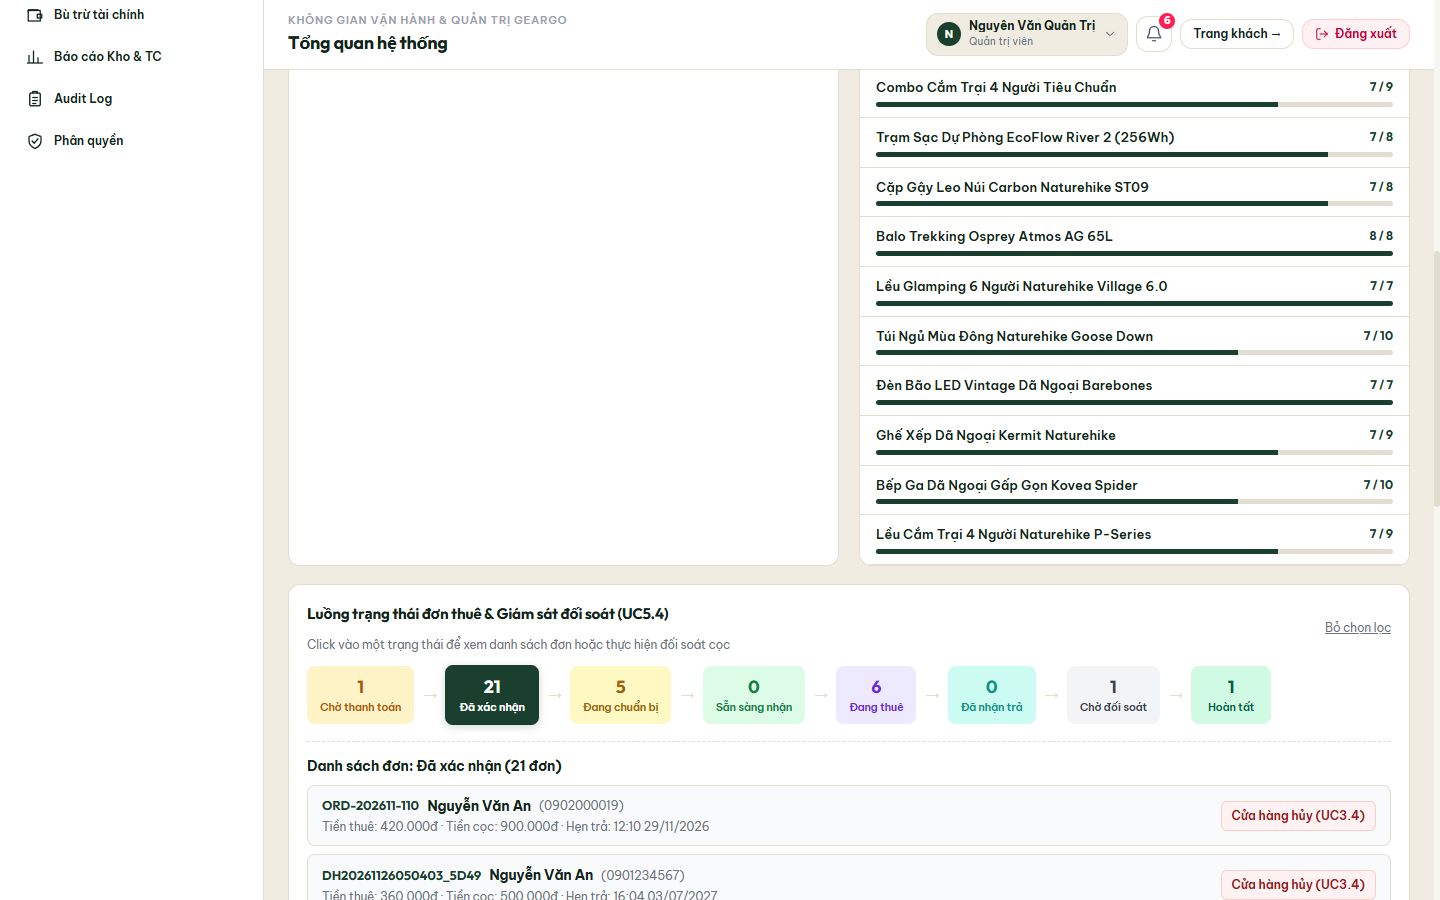 Bù trừ tài chính
Báo cáo Kho & TC
Audit Log
Phân quyền
KHÔNG GIAN VẬN HÀNH & QUẢN TRỊ GEARGO
Tổng quan hệ thống
N
Nguyễn Văn Quản Trị
Quản trị viên
6
Trang khách →
Đăng xuất
Combo Cắm Trại 4 Người Tiêu Chuẩn 7 / 9
Trạm Sạc Dự Phòng EcoFlow River 2 (256Wh) 7 / 8
Cặp Gậy Leo Núi Carbon Naturehike ST09 7 / 8
Balo Trekking Osprey Atmos AG 65L 8 / 8
Lều Glamping 6 Người Naturehike Village 6.0 7 / 7
Túi Ngủ Mùa Đông Naturehike Goose Down 7 / 10
Đèn Bão LED Vintage Dã Ngoại Barebones 7 / 7
Ghế Xếp Dã Ngoại Kermit Naturehike 7 / 9
Bếp Ga Dã Ngoại Gấp Gọn Kovea Spider 7 / 10
Lều Cắm Trại 4 Người Naturehike P-Series 7 / 9
Luồng trạng thái đơn thuê & Giám sát đối soát (UC5.4)
Click vào một trạng thái để xem danh sách đơn hoặc thực hiện đối soát cọc
Bỏ chọn lọc
1 → 21 → 5 → 0 → 6 → 0 → 1 → 1
Chờ thanh toán Đã xác nhận Đang chuẩn bị Sẵn sàng nhận Đang thuê Đã nhận trả Chờ đối soát Hoàn tất
Danh sách đơn: Đã xác nhận (21 đơn)
ORD-202611-110 Nguyễn Văn An (0902000019)
Tiền thuê: 420.000đ · Tiền cọc: 900.000đ · Hẹn trả: 12:10 29/11/2026
Cửa hàng hủy (UC3.4)
DH20261126050403_5D49 Nguyễn Văn An (0901234567)
Tiền thuê: 360.000đ · Tiền cọc: 500.000đ · Hẹn trả: 16:04 03/07/2027
Cửa hàng hủy (UC3.4)